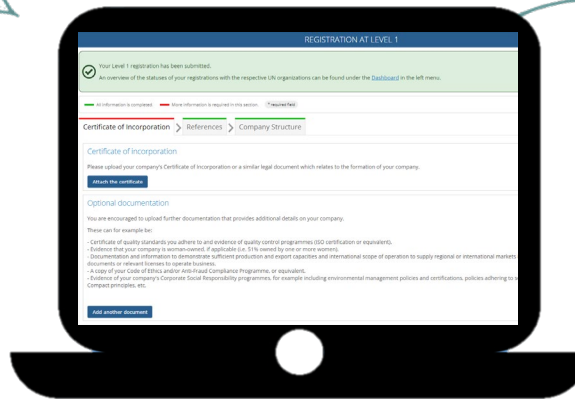 REGISTRATION AT LEVEL 1
Your Level 1 registration has been submitted.
An overview of the statuses of your registrations with the respective UN organizations can be found under the Dashboard in the left menu.
All information is completed. More information is required in this section. * required field
Certificate of Incorporation > References > Company Structure
Certificate of Incorporation
Please upload your company's Certificate of Incorporation or a similar legal document which relates to the formation of your company.
Attach the certificate
Optional documentation
You are encouraged to upload further documentation that provides additional details on your company.
These can for example be:
- Certificate of quality standards you adhere to and evidence of quality control programmes (ISO certification or equivalent).
- Evidence that your company is woman-owned, if applicable (i.e. 51% owned by one or more women).
- Documentation and information to demonstrate sufficient production and export capacities and international scope of operation to supply regional or international markets
documents or relevant licenses to operate business.
- A copy of your Code of Ethics and/or Anti-Fraud Compliance Programme, or equivalent.
- Evidence of your company's Corporate Social Responsibility programmes, for example including environmental management policies and certifications, policies adhering to
Compact principles, etc.
Add another document